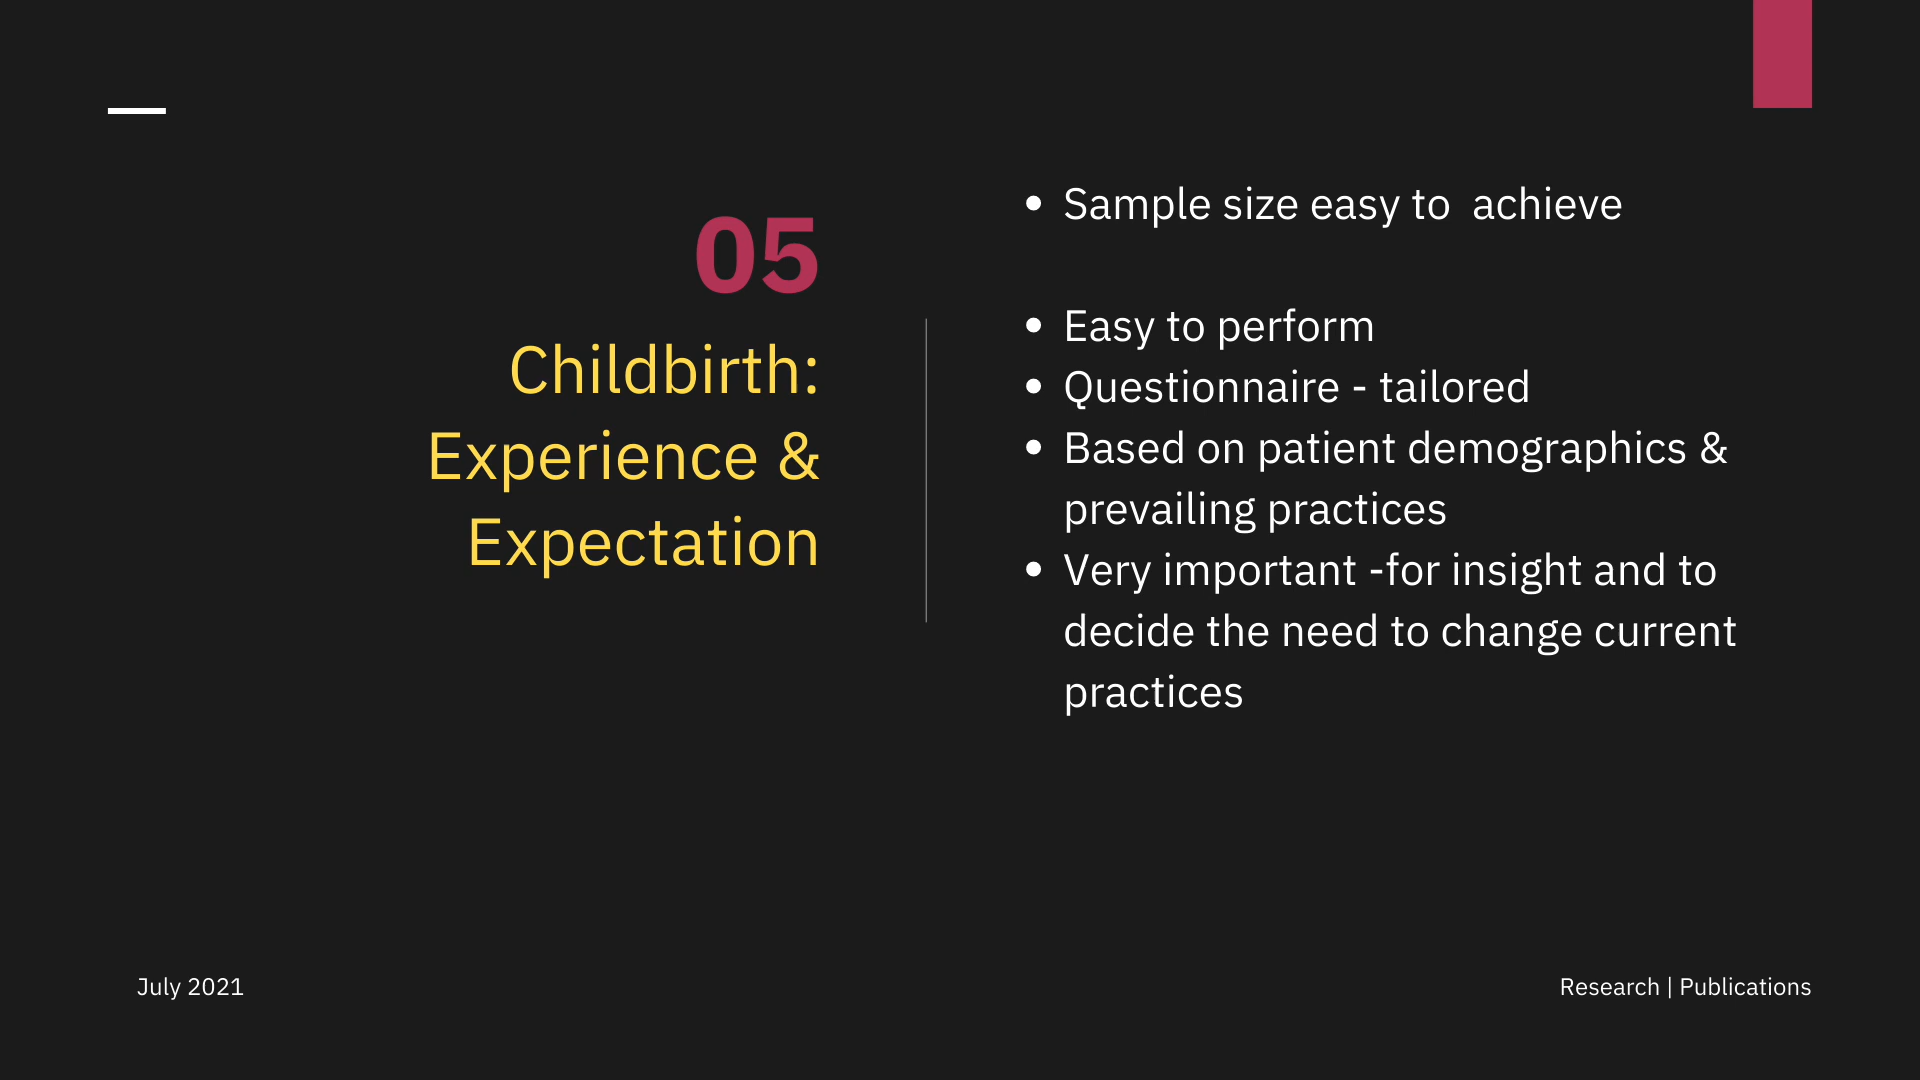 05
Childbirth:
Experience &
Expectation
• Sample size easy to  achieve
• Easy to perform
• Questionnaire - tailored
• Based on patient demographics &
prevailing practices
• Very important -for insight and to
decide the need to change current
practices
July 2021
Research | Publications